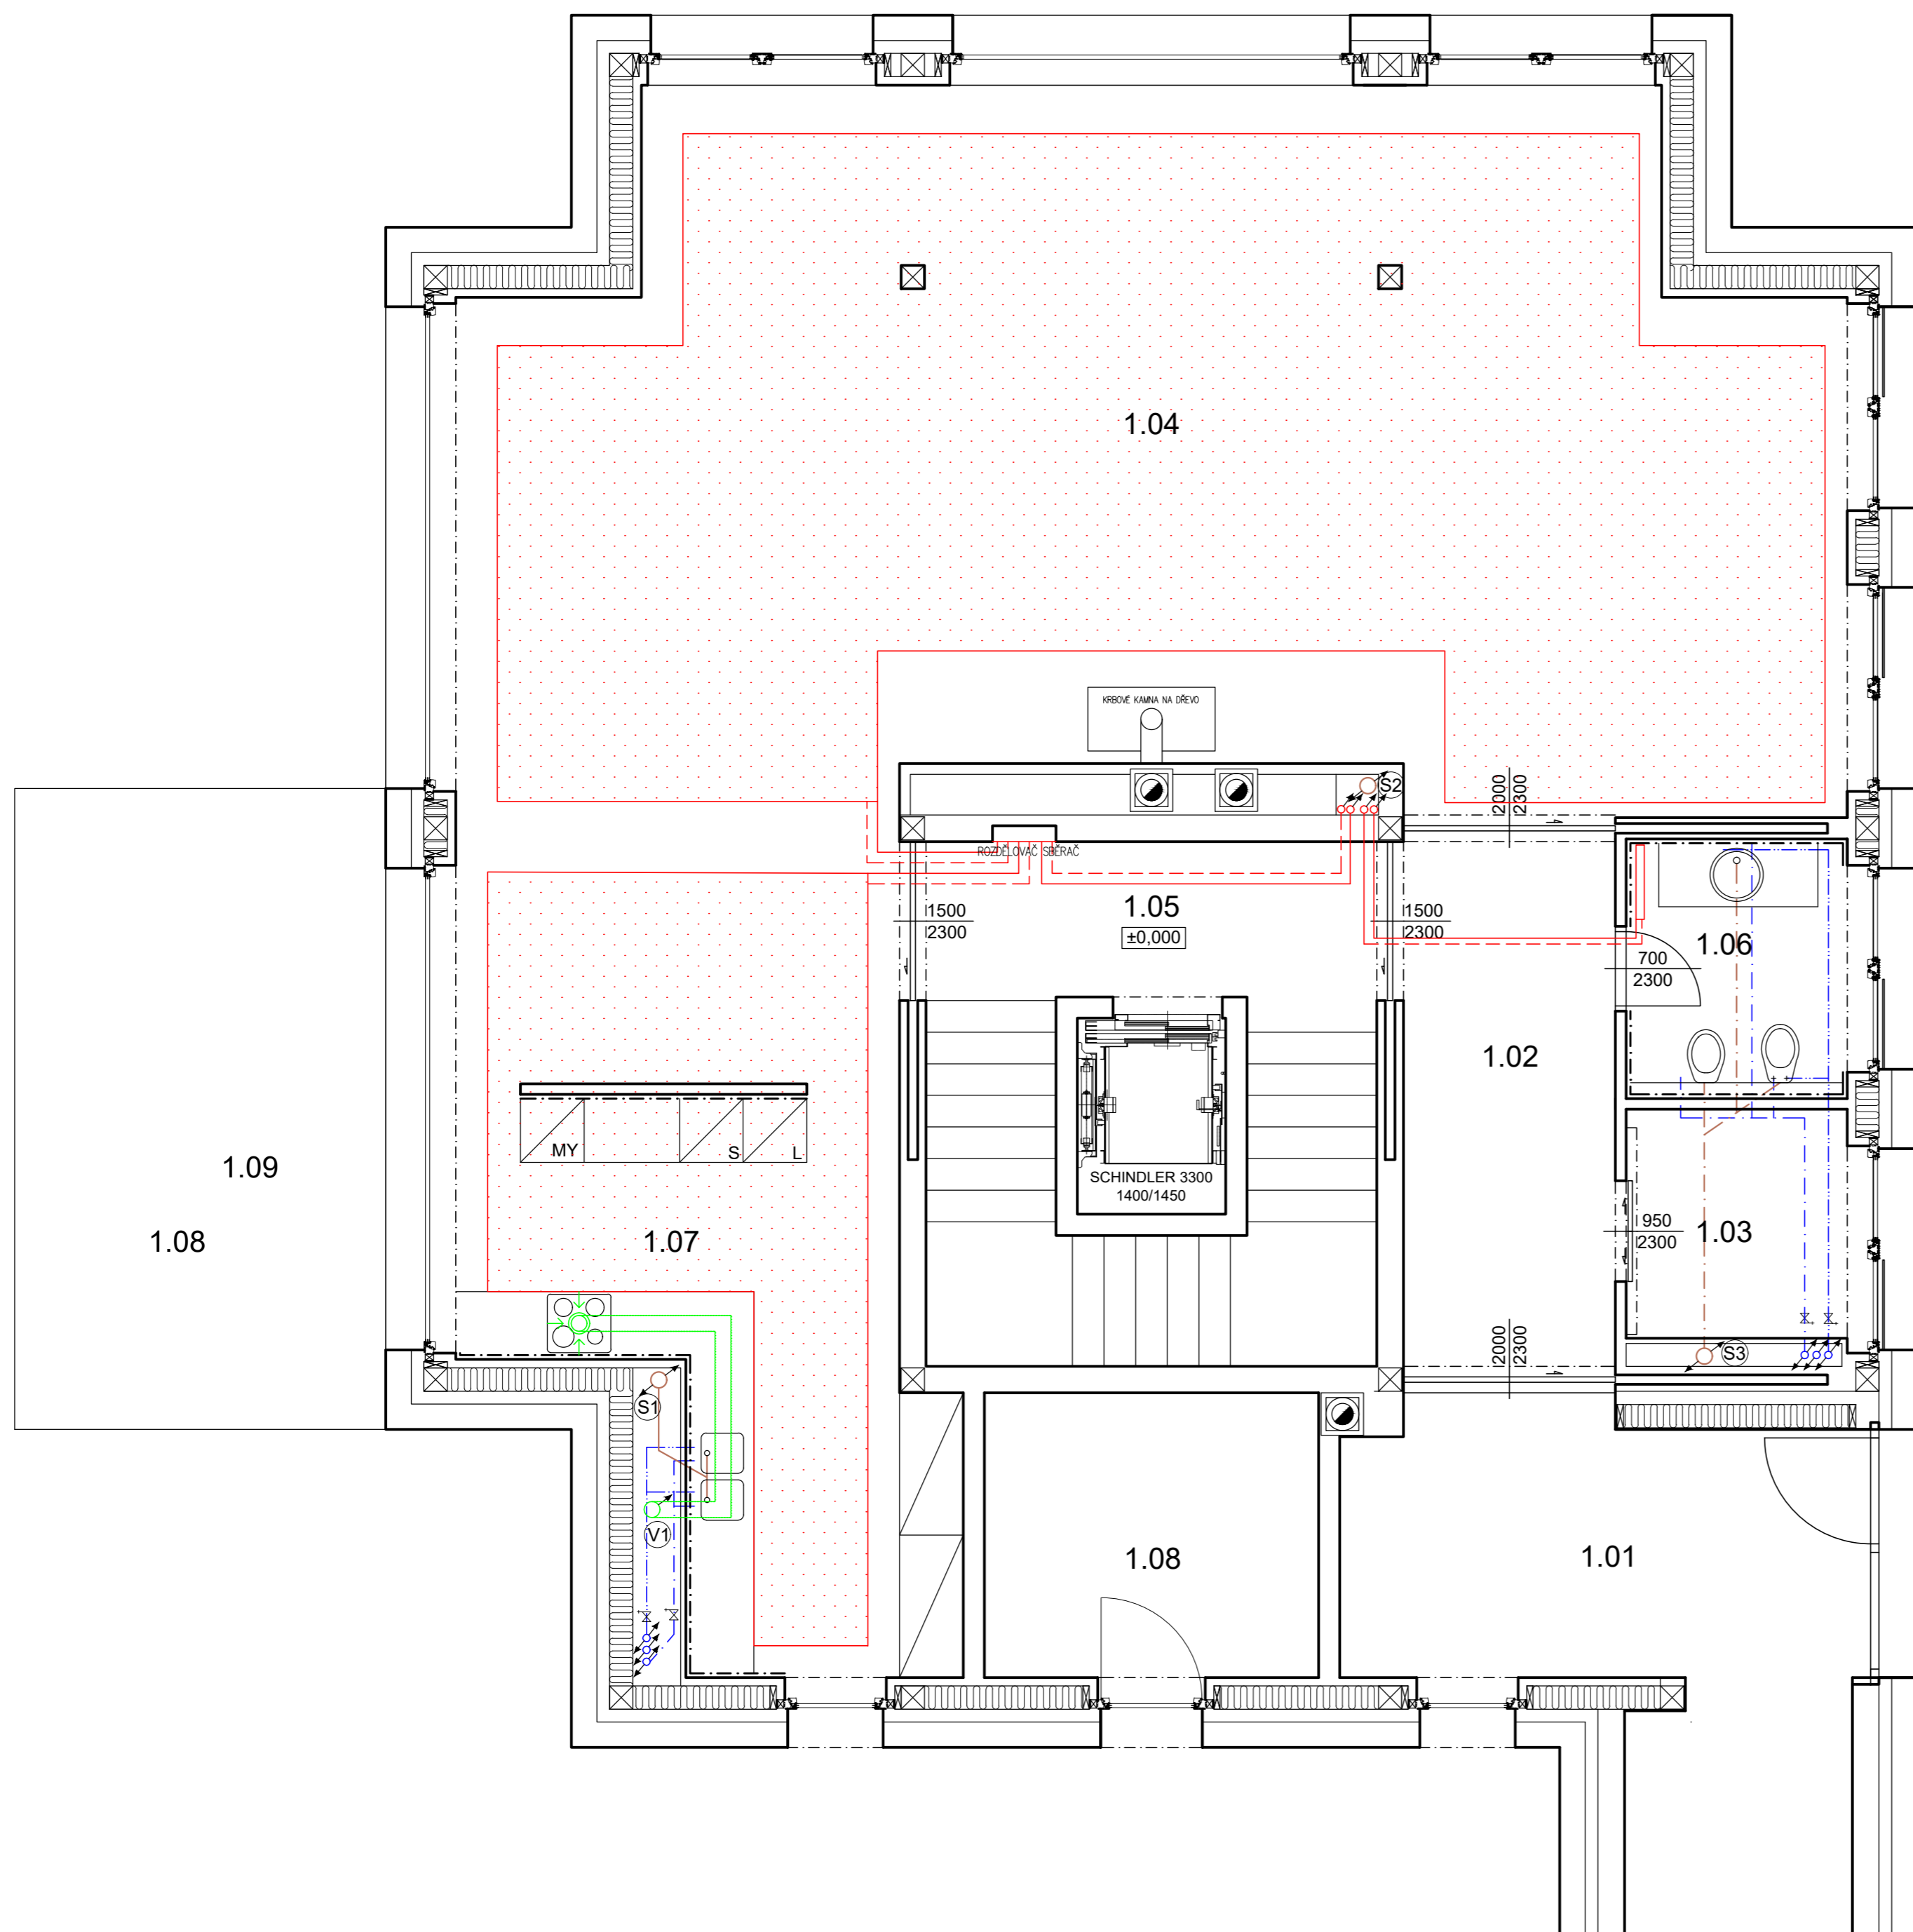 1.04
KRBOVÉ KAMNA NA DŘEVO
S2
2000
2300
ROZDĚLOVAČ SBĚRAČ
1.05
±0,000
1500
2300
1500
2300
1.06
700
2300
1.02
MY
S
L
SCHINDLER 3300
1400/1450
1.09
1.08
1.07
950
2300
1.03
2000
2300
S3
S1
V1
1.08
1.01